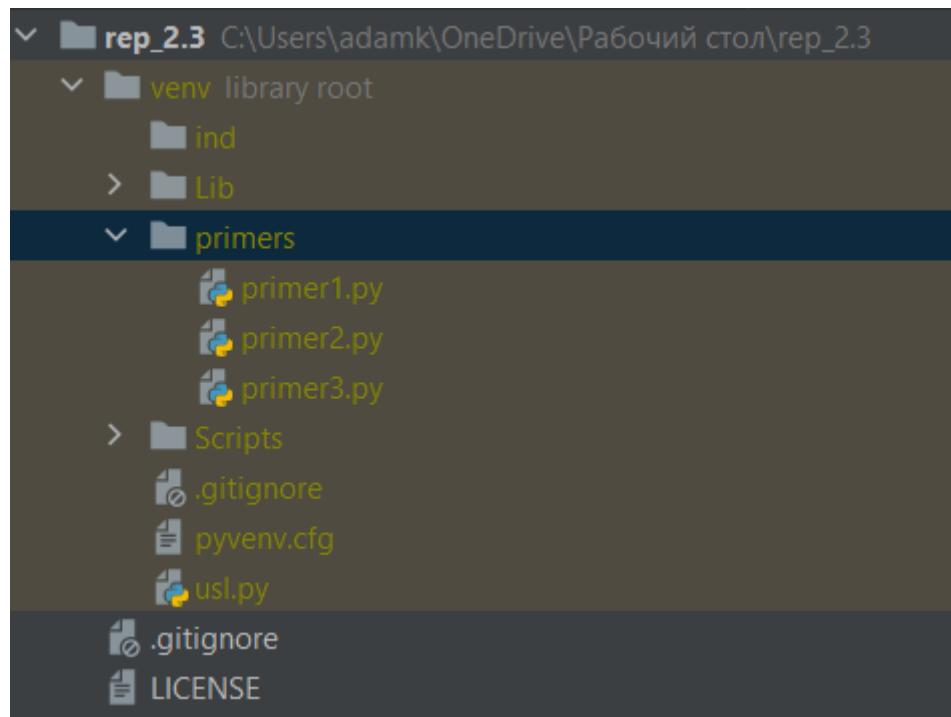 rep_2.3 C:\Users\adamk\OneDrive\Рабочий стол\rep_2.3
venv library root
ind
Lib
primers
primer1.py
primer2.py
primer3.py
Scripts
.gitignore
pyvenv.cfg
usl.py
.gitignore
LICENSE